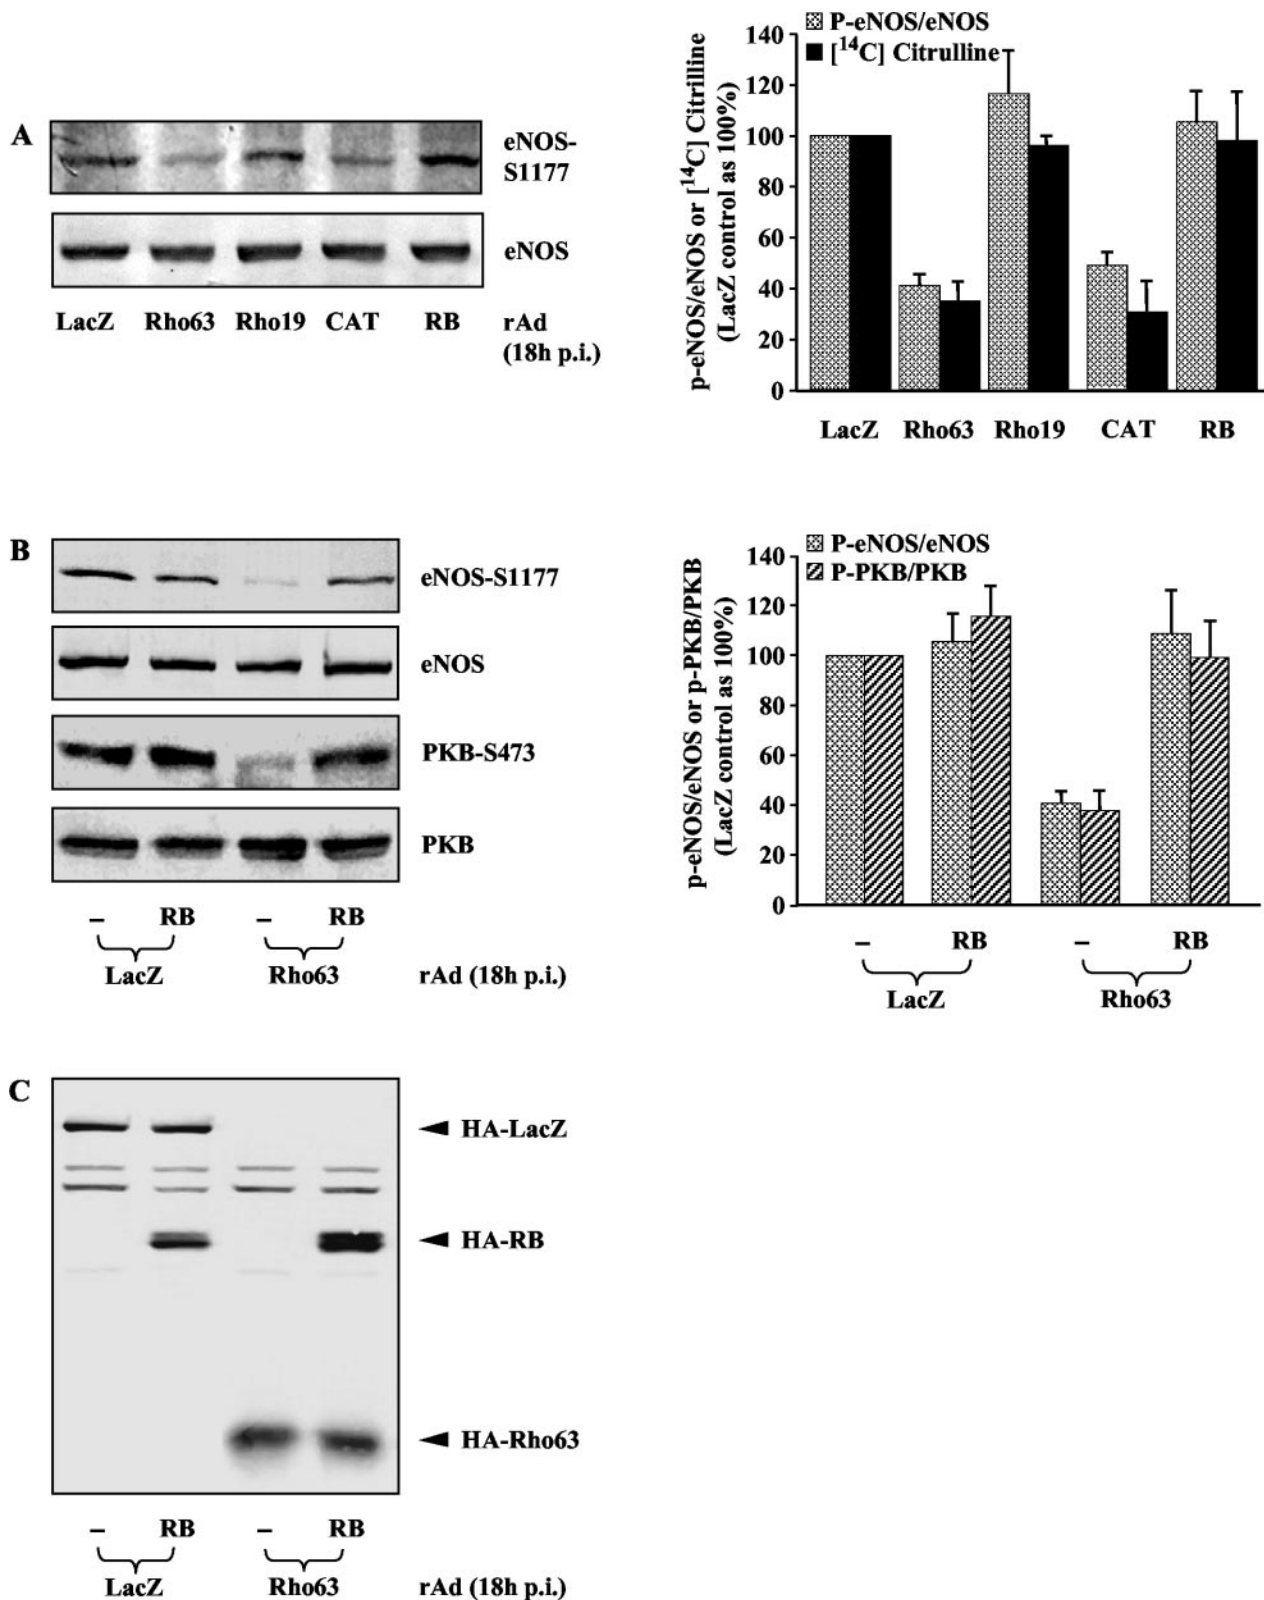 A
eNOS-
S1177
eNOS
LacZ Rho63 Rho19 CAT RB rAd
(18h p.i.)
P-eNOS/eNOS
[¹⁴C] Citrulline
p-eNOS/eNOS or [¹⁴C] Citrilline
(LacZ control as 100%)
140
120
100
80
60
40
20
0
LacZ Rho63 Rho19 CAT RB
B
eNOS-S1177
eNOS
PKB-S473
PKB
– RB – RB
LacZ Rho63 rAd (18h p.i.)
P-eNOS/eNOS
P-PKB/PKB
p-eNOS/eNOS or p-PKB/PKB
(LacZ control as 100%)
140
120
100
80
60
40
20
0
– RB – RB
LacZ Rho63
C
HA-LacZ
HA-RB
HA-Rho63
– RB – RB
LacZ Rho63 rAd (18h p.i.)